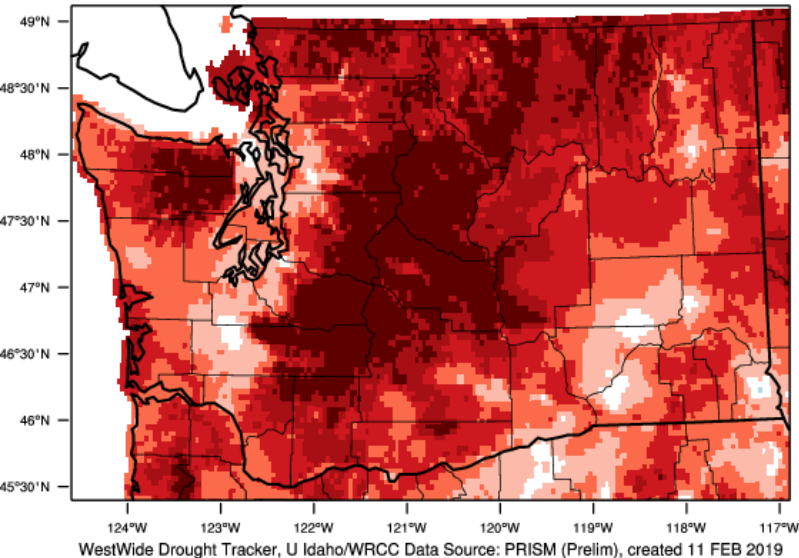 49°N
48°30'N
48°N
47°30'N
47°N
46°30'N
46°N
45°30'N
124°W 123°W 122°W 121°W 120°W 119°W 118°W 117°W
WestWide Drought Tracker, U Idaho/WRCC Data Source: PRISM (Prelim), created 11 FEB 2019